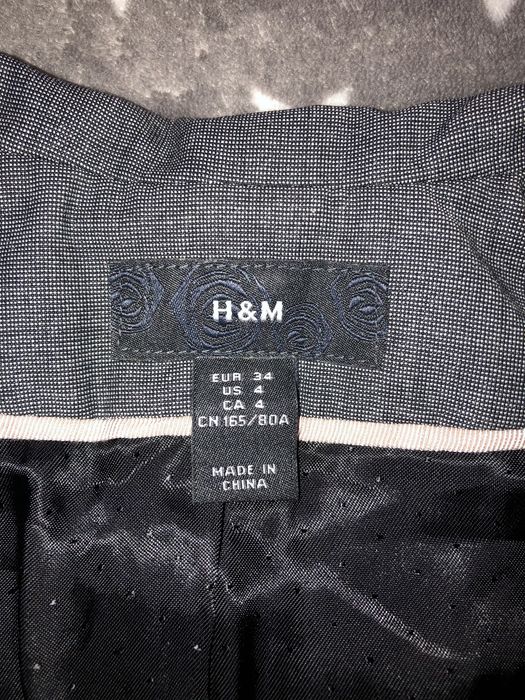 H&M
EUR 34
US 4
CA 4
CN 165/80A
MADE IN
CHINA